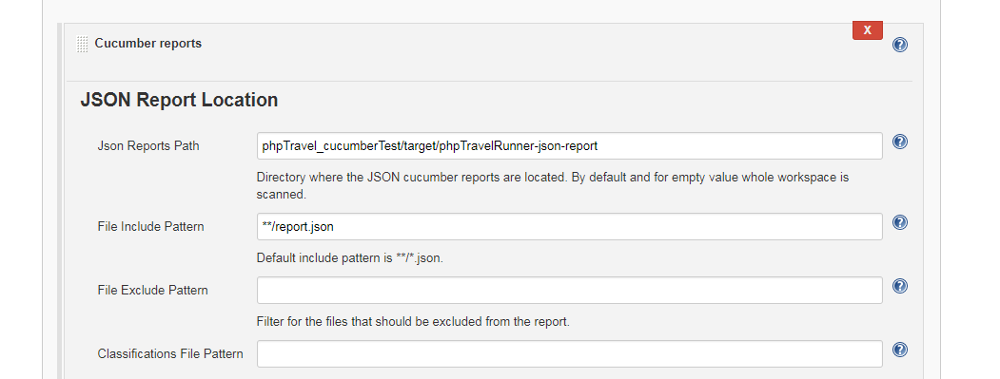 Cucumber reports
X
?
JSON Report Location
Json Reports Path
phpTravel_cucumberTest/target/phpTravelRunner-json-report
?
Directory where the JSON cucumber reports are located. By default and for empty value whole workspace is
scanned.
File Include Pattern
**/report.json
?
Default include pattern is **/*.json.
File Exclude Pattern
?
Filter for the files that should be excluded from the report.
Classifications File Pattern
?